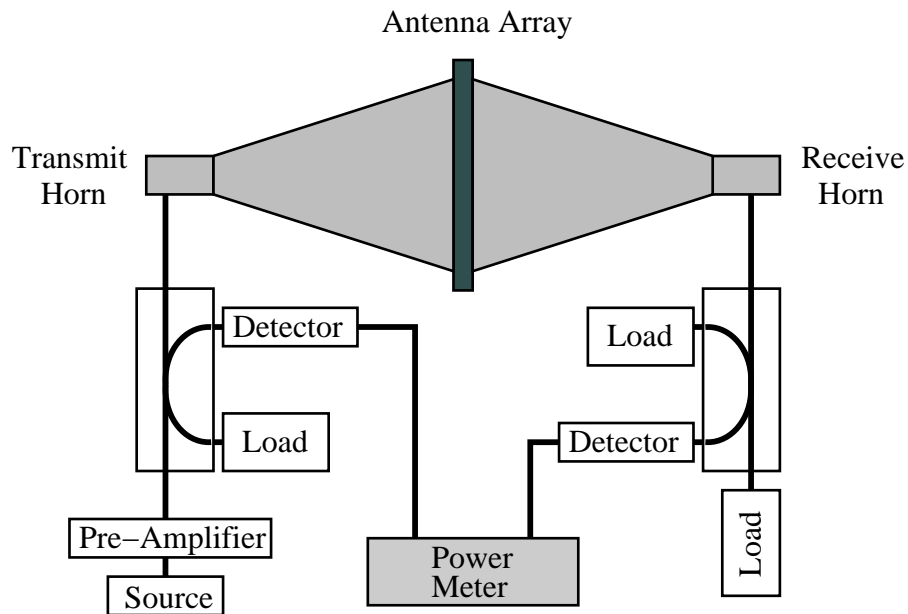 Antenna Array
Transmit
Horn
Receive
Horn
Detector
Load
Load
Detector
Pre−Amplifier
Source
Power
Meter
Load